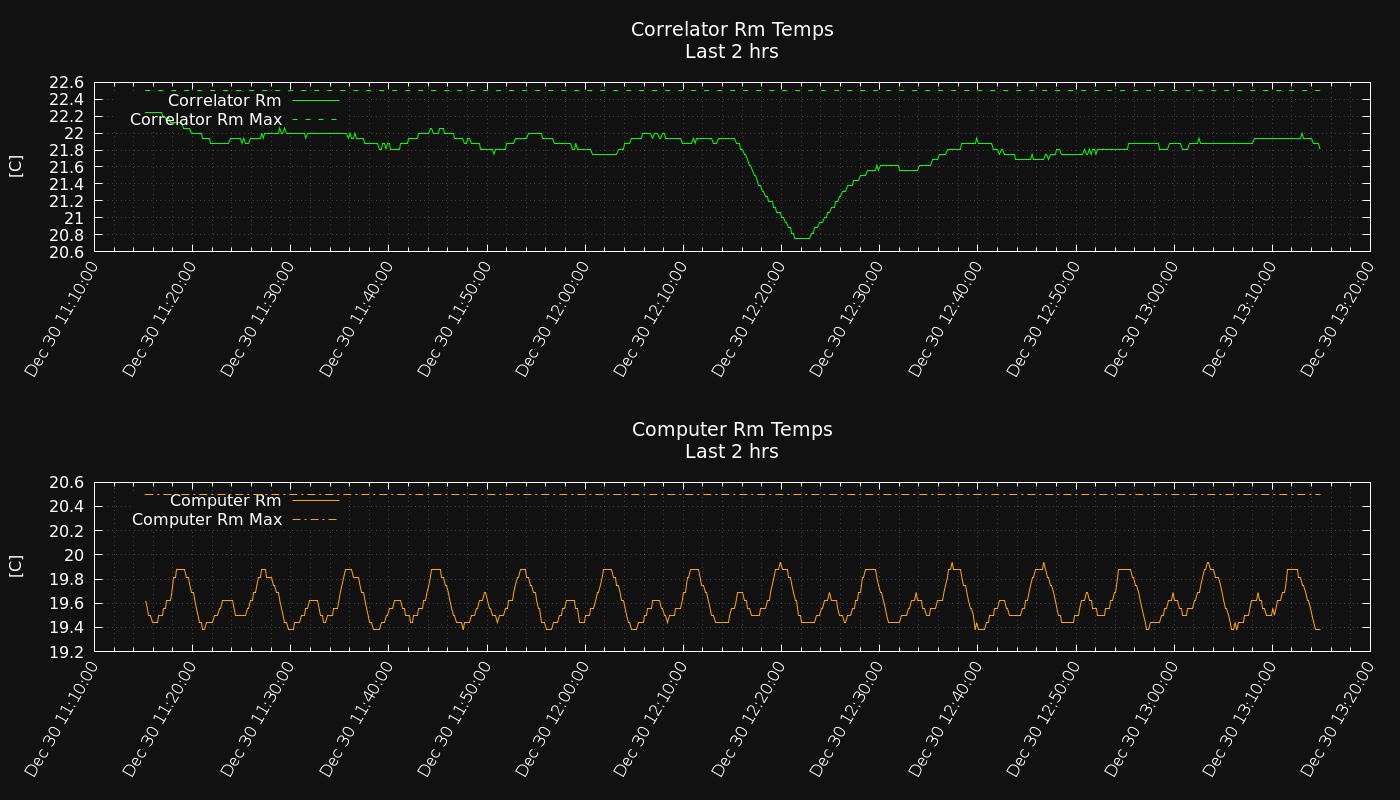 Correlator Rm Temps
Last 2 hrs
22.6
22.4
22.2
22
21.8
21.6
21.4
21.2
21
20.8
20.6
[C]
Correlator Rm
Correlator Rm Max
Dec 30 11:10:00
Dec 30 11:20:00
Dec 30 11:30:00
Dec 30 11:40:00
Dec 30 11:50:00
Dec 30 12:00:00
Dec 30 12:10:00
Dec 30 12:20:00
Dec 30 12:30:00
Dec 30 12:40:00
Dec 30 12:50:00
Dec 30 13:00:00
Dec 30 13:10:00
Dec 30 13:20:00
Computer Rm Temps
Last 2 hrs
20.6
20.4
20.2
20
19.8
19.6
19.4
19.2
[C]
Computer Rm
Computer Rm Max
Dec 30 11:10:00
Dec 30 11:20:00
Dec 30 11:30:00
Dec 30 11:40:00
Dec 30 11:50:00
Dec 30 12:00:00
Dec 30 12:10:00
Dec 30 12:20:00
Dec 30 12:30:00
Dec 30 12:40:00
Dec 30 12:50:00
Dec 30 13:00:00
Dec 30 13:10:00
Dec 30 13:20:00